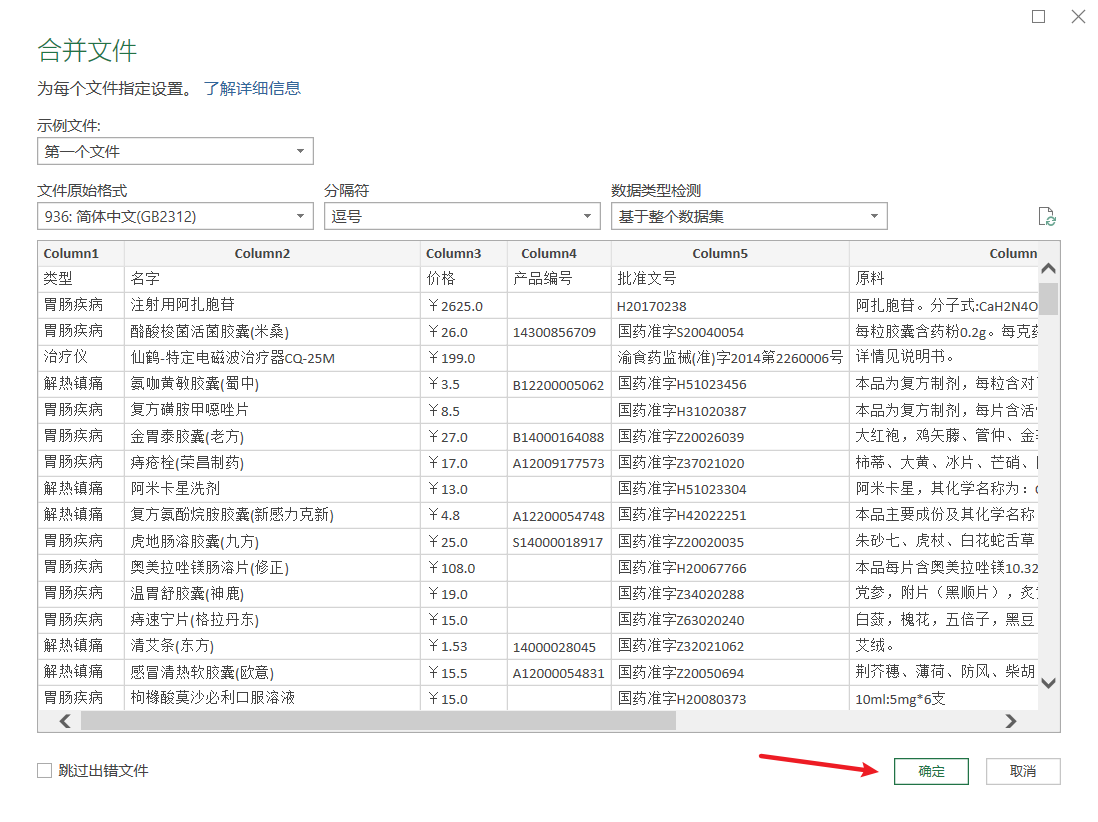 合并文件
为每个文件指定设置。 了解详细信息
示例文件:
第一个文件
文件原始格式 分隔符 数据类型检测
936: 简体中文(GB2312) 逗号 基于整个数据集
Column1 Column2 Column3 Column4 Column5 Column
类型 名字 价格 产品编号 批准文号 原料
胃肠疾病 注射用阿扎胞苷 ￥2625.0 H20170238 阿扎胞苷。分子式:CaH2N4O
胃肠疾病 酪酸梭菌活菌胶囊(米桑) ￥26.0 14300856709 国药准字S20040054 每粒胶囊含药粉0.2g。每克药
治疗仪 仙鹤-特定电磁波治疗器CQ-25M ￥199.0 渝食药监械(准)字2014第2260006号 详情见说明书。
解热镇痛 氨咖黄敏胶囊(蜀中) ￥3.5 B12200005062 国药准字H51023456 本品为复方制剂，每粒含对
胃肠疾病 复方磺胺甲噁唑片 ￥8.5 国药准字H31020387 本品为复方制剂，每片含活
胃肠疾病 金胃泰胶囊(老方) ￥27.0 B14000164088 国药准字Z20026039 大红袍，鸡矢藤、管仲、金
胃肠疾病 痔疮栓(荣昌制药) ￥17.0 A12009177573 国药准字Z37021020 柿蒂、大黄、冰片、芒硝、
解热镇痛 阿米卡星洗剂 ￥13.0 国药准字H51023304 阿米卡星，其化学名称为：
解热镇痛 复方氨酚烷胺胶囊(新感力克新) ￥4.8 A12200054748 国药准字H42022251 本品主要成份及其化学名称
胃肠疾病 虎地肠溶胶囊(九方) ￥25.0 S14000018917 国药准字Z20020035 朱砂七、虎杖、白花蛇舌草
胃肠疾病 奥美拉唑镁肠溶片(修正) ￥108.0 国药准字H20067766 本品每片含奥美拉唑镁10.32
胃肠疾病 温胃舒胶囊(神鹿) ￥19.0 国药准字Z34020288 党参，附片（黑顺片），炙
胃肠疾病 痔速宁片(格拉丹东) ￥15.0 国药准字Z63020240 白蔹，槐花，五倍子，黑豆
解热镇痛 清艾条(东方) ￥1.53 14000028045 国药准字Z32021062 艾绒。
解热镇痛 感冒清热软胶囊(欧意) ￥15.5 A12000054831 国药准字Z20050694 荆芥穗、薄荷、防风、柴胡
胃肠疾病 枸橼酸莫沙必利口服溶液 ￥15.0 国药准字H20080373 10ml:5mg*6支
跳过出错文件 确定 取消